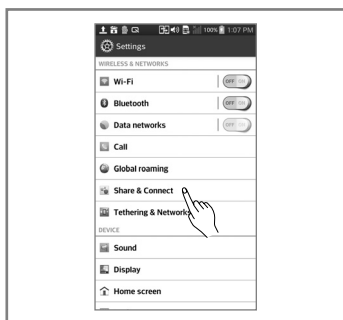 100% 1:07 PM
Settings
WIRELESS & NETWORKS
Wi-Fi OFF ON
Bluetooth OFF ON
Data networks OFF ON
Call
Global roaming
Share & Connect
Tethering & Networks
DEVICE
Sound
Display
Home screen